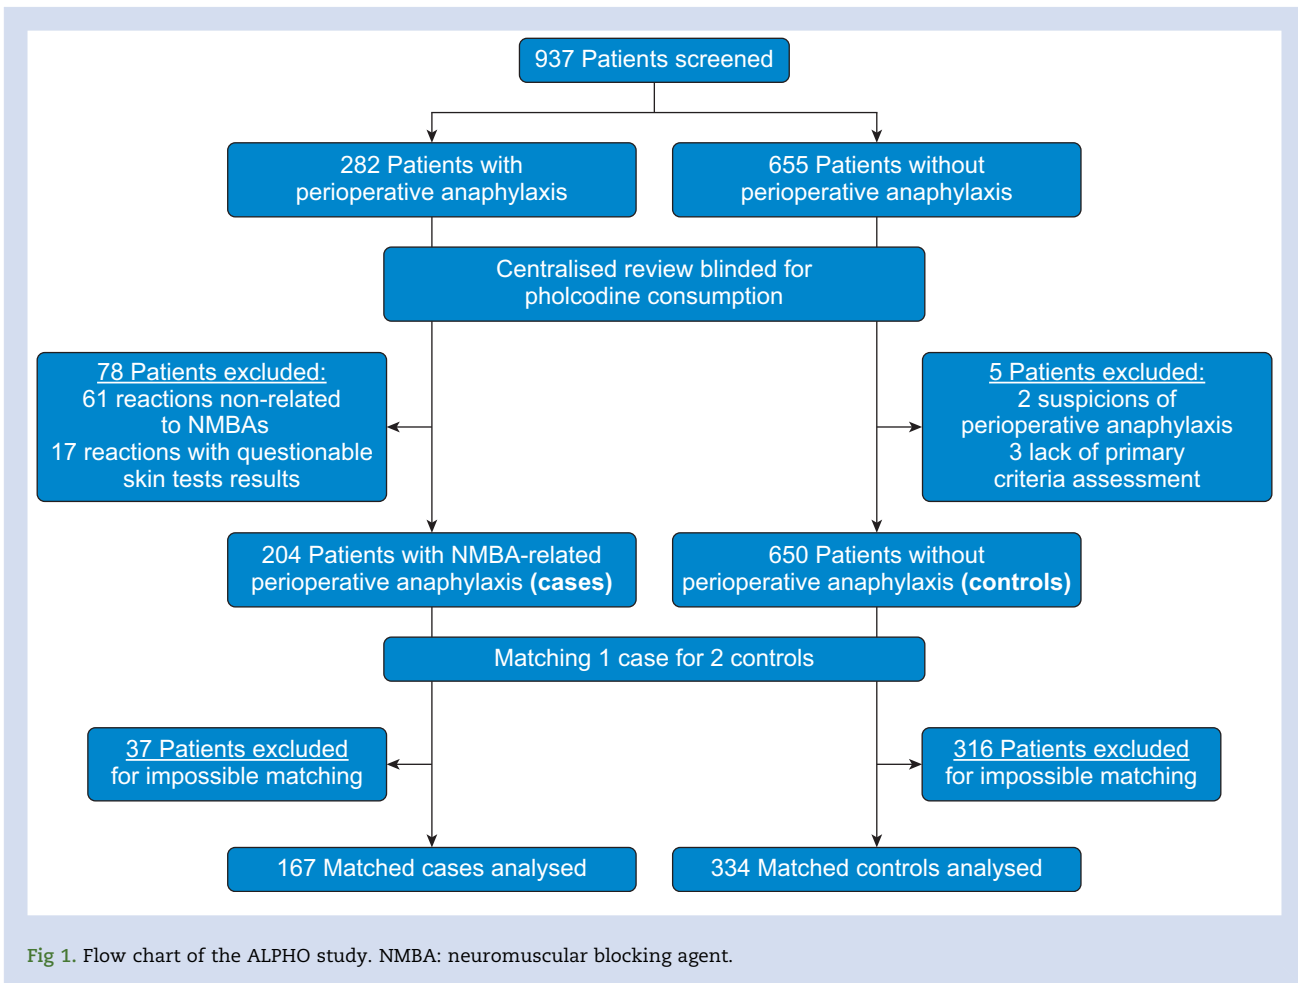 937 Patients screened
282 Patients with
perioperative anaphylaxis
655 Patients without
perioperative anaphylaxis
Centralised review blinded for
pholcodine consumption
78 Patients excluded:
61 reactions non-related
to NMBAs
17 reactions with questionable
skin tests results
5 Patients excluded:
2 suspicions of
perioperative anaphylaxis
3 lack of primary
criteria assessment
204 Patients with NMBA-related
perioperative anaphylaxis (cases)
650 Patients without
perioperative anaphylaxis (controls)
Matching 1 case for 2 controls
37 Patients excluded
for impossible matching
316 Patients excluded
for impossible matching
167 Matched cases analysed
334 Matched controls analysed
Fig 1. Flow chart of the ALPHO study. NMBA: neuromuscular blocking agent.